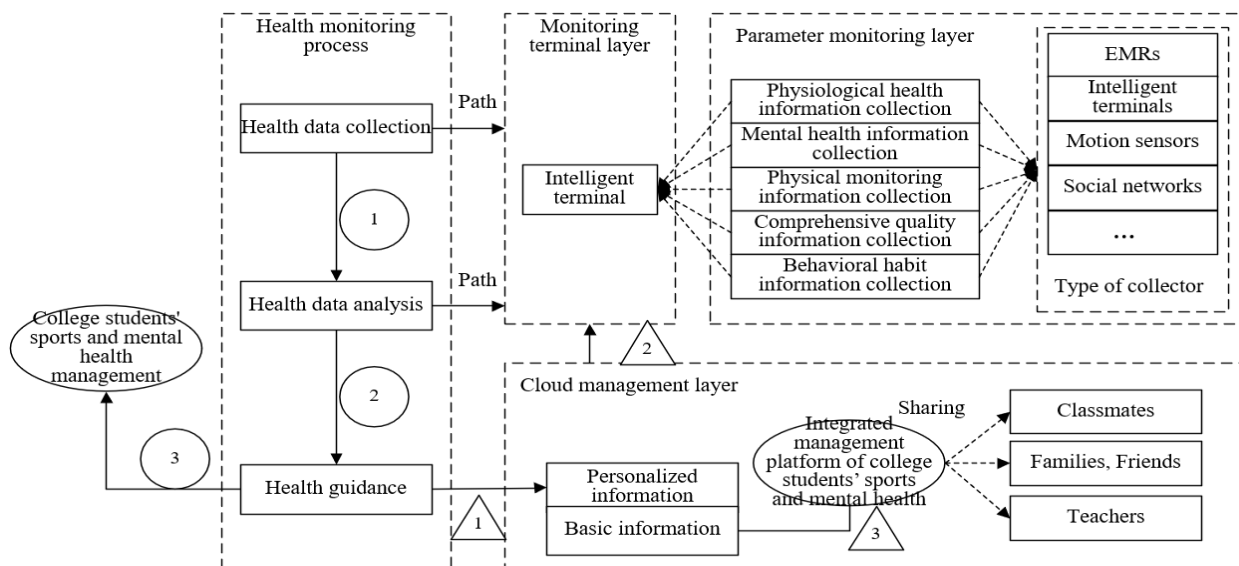 Health monitoring
process
Health data collection
1
Health data analysis
2
Health guidance
3
College students'
sports and mental
health
management
Path
Path
1
Monitoring
terminal layer
Intelligent
terminal
2
Parameter monitoring layer
Physiological health
information collection
Mental health information
collection
Physical monitoring
information collection
Comprehensive quality
information collection
Behavioral habit
information collection
EMRs
Intelligent
terminals
Motion sensors
Social networks
...
Type of collector
Cloud management layer
Personalized
information
Basic information
Integrated
management
platform of college
students’ sports
and mental health
3
Sharing
Classmates
Families, Friends
Teachers